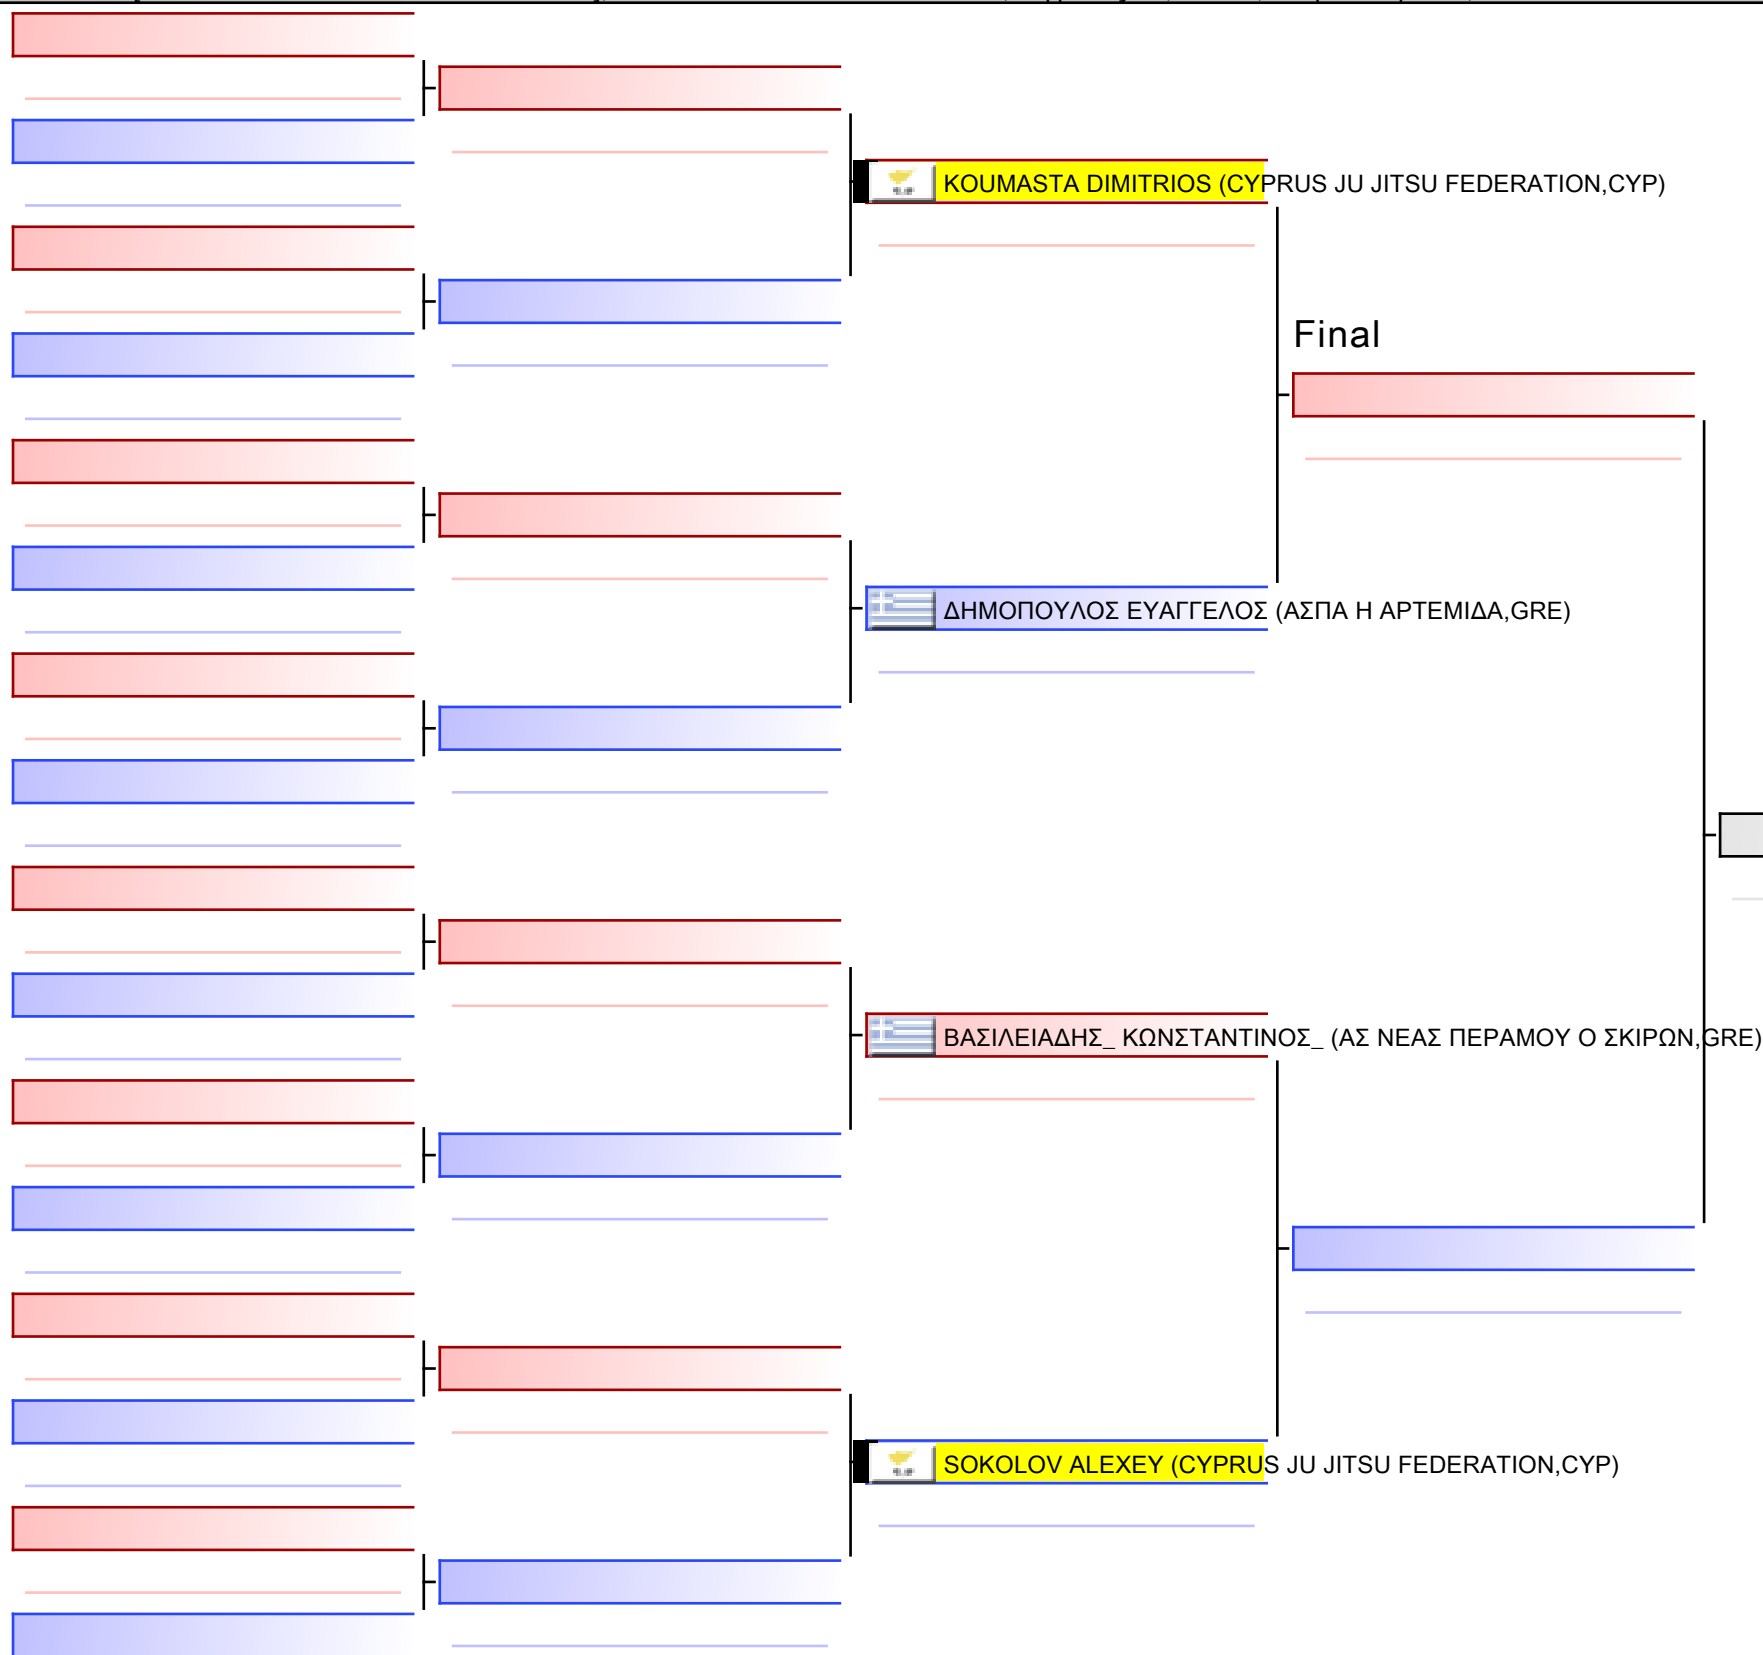 KOUMASTA DIMITRIOS (CYPRUS JU JITSU FEDERATION,CYP)
Final
ΔΗΜΟΠΟΥΛΟΣ ΕΥΑΓΓΕΛΟΣ (ΑΣΠΑ Η ΑΡΤΕΜΙΔΑ,GRE)
ΒΑΣΙΛΕΙΑΔΗΣ_ ΚΩΝΣΤΑΝΤΙΝΟΣ_ (ΑΣ ΝΕΑΣ ΠΕΡΑΜΟΥ Ο ΣΚΙΡΩΝ,GRE)
SOKOLOV ALEXEY (CYPRUS JU JITSU FEDERATION,CYP)